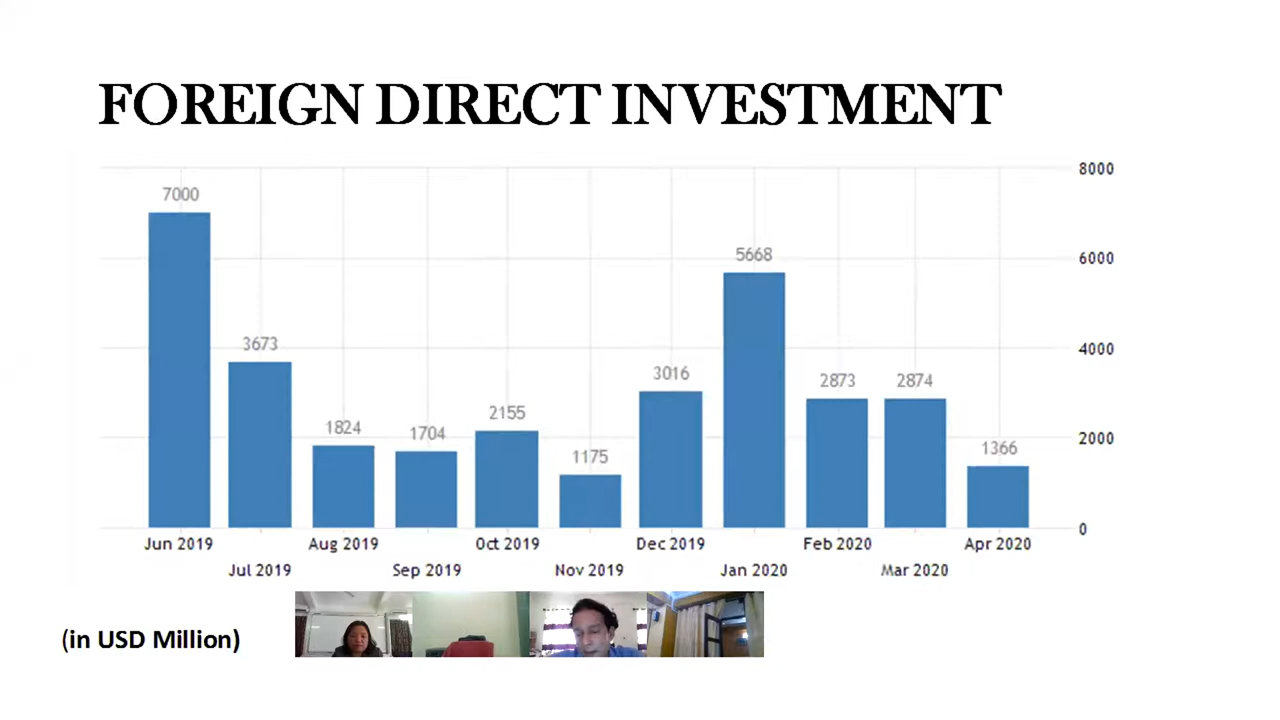 FOREIGN DIRECT INVESTMENT
8000
7000
6000
5668
4000
3673
3016
2873
2874
2155
2000
1824
1704
1366
1175
0
Jun 2019
Aug 2019
Oct 2019
Dec 2019
Feb 2020
Apr 2020
Jul 2019
Sep 2019
Nov 2019
Jan 2020
Mar 2020
(in USD Million)